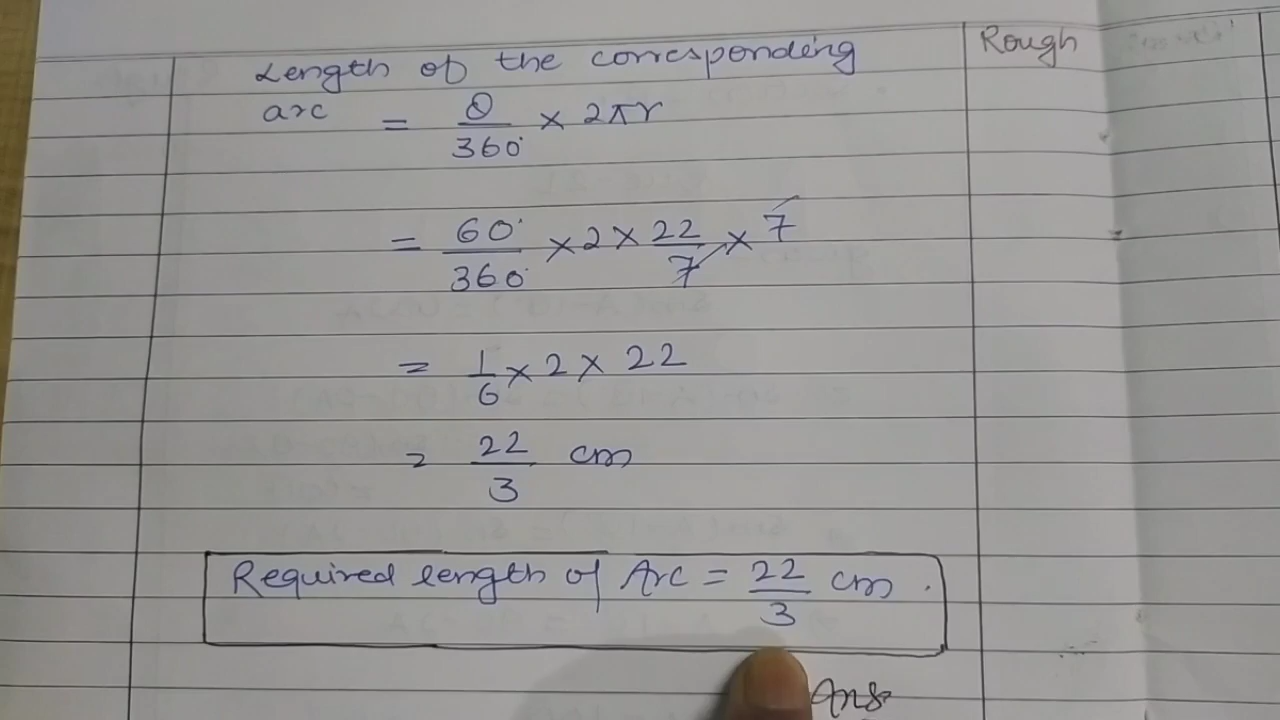 Rough
Length of the corresponding
arc = θ/360° × 2πr
= 60°/360° × 2 × 22/7 × 7
= 1/6 × 2 × 22
= 22/3 cm
Required length of Arc = 22/3 cm.
Ans